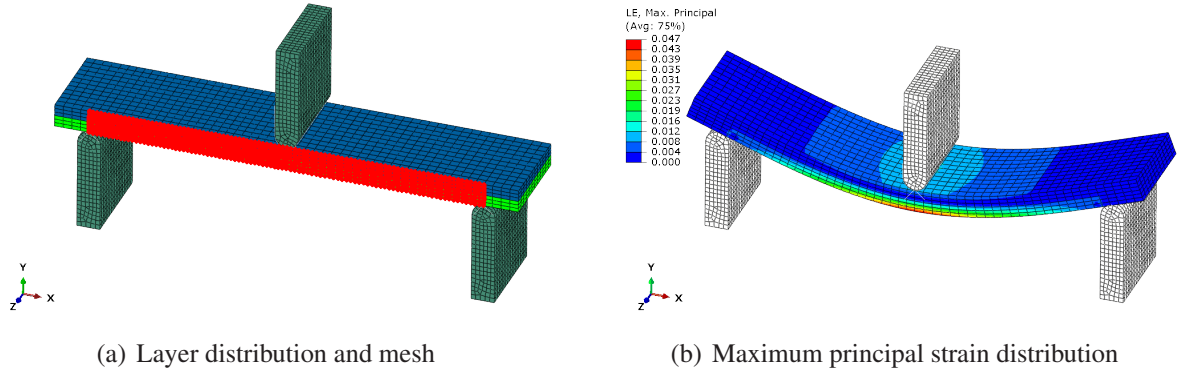 LE, Max. Principal
(Avg: 75%)
0.047
0.043
0.039
0.035
0.031
0.027
0.023
0.019
0.016
0.012
0.008
0.004
0.000
Y
X
Z
Y
X
Z
(a) Layer distribution and mesh
(b) Maximum principal strain distribution